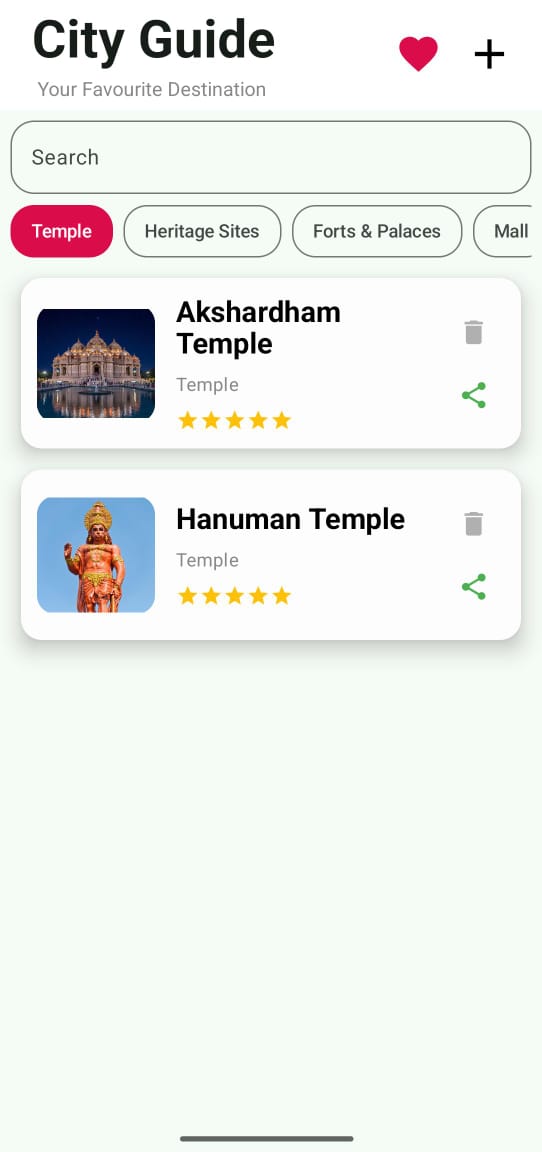 City Guide
Your Favourite Destination
Search
Temple
Heritage Sites
Forts & Palaces
Mall
Akshardham
Temple
Temple
Hanuman Temple
Temple